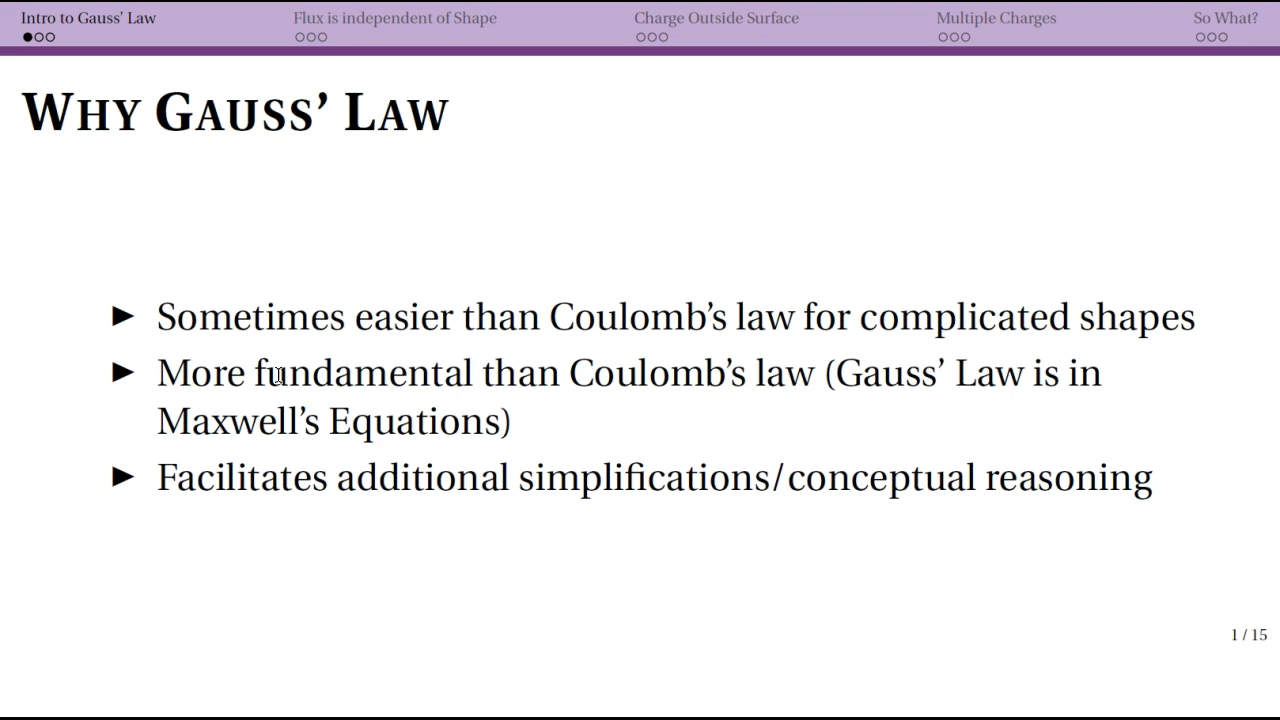 Intro to Gauss’ Law Flux is independent of Shape Charge Outside Surface Multiple Charges So What?
WHY GAUSS’ LAW
Sometimes easier than Coulomb’s law for complicated shapes
More fundamental than Coulomb’s law (Gauss’ Law is in
Maxwell’s Equations)
Facilitates additional simplifications/conceptual reasoning
1 / 15